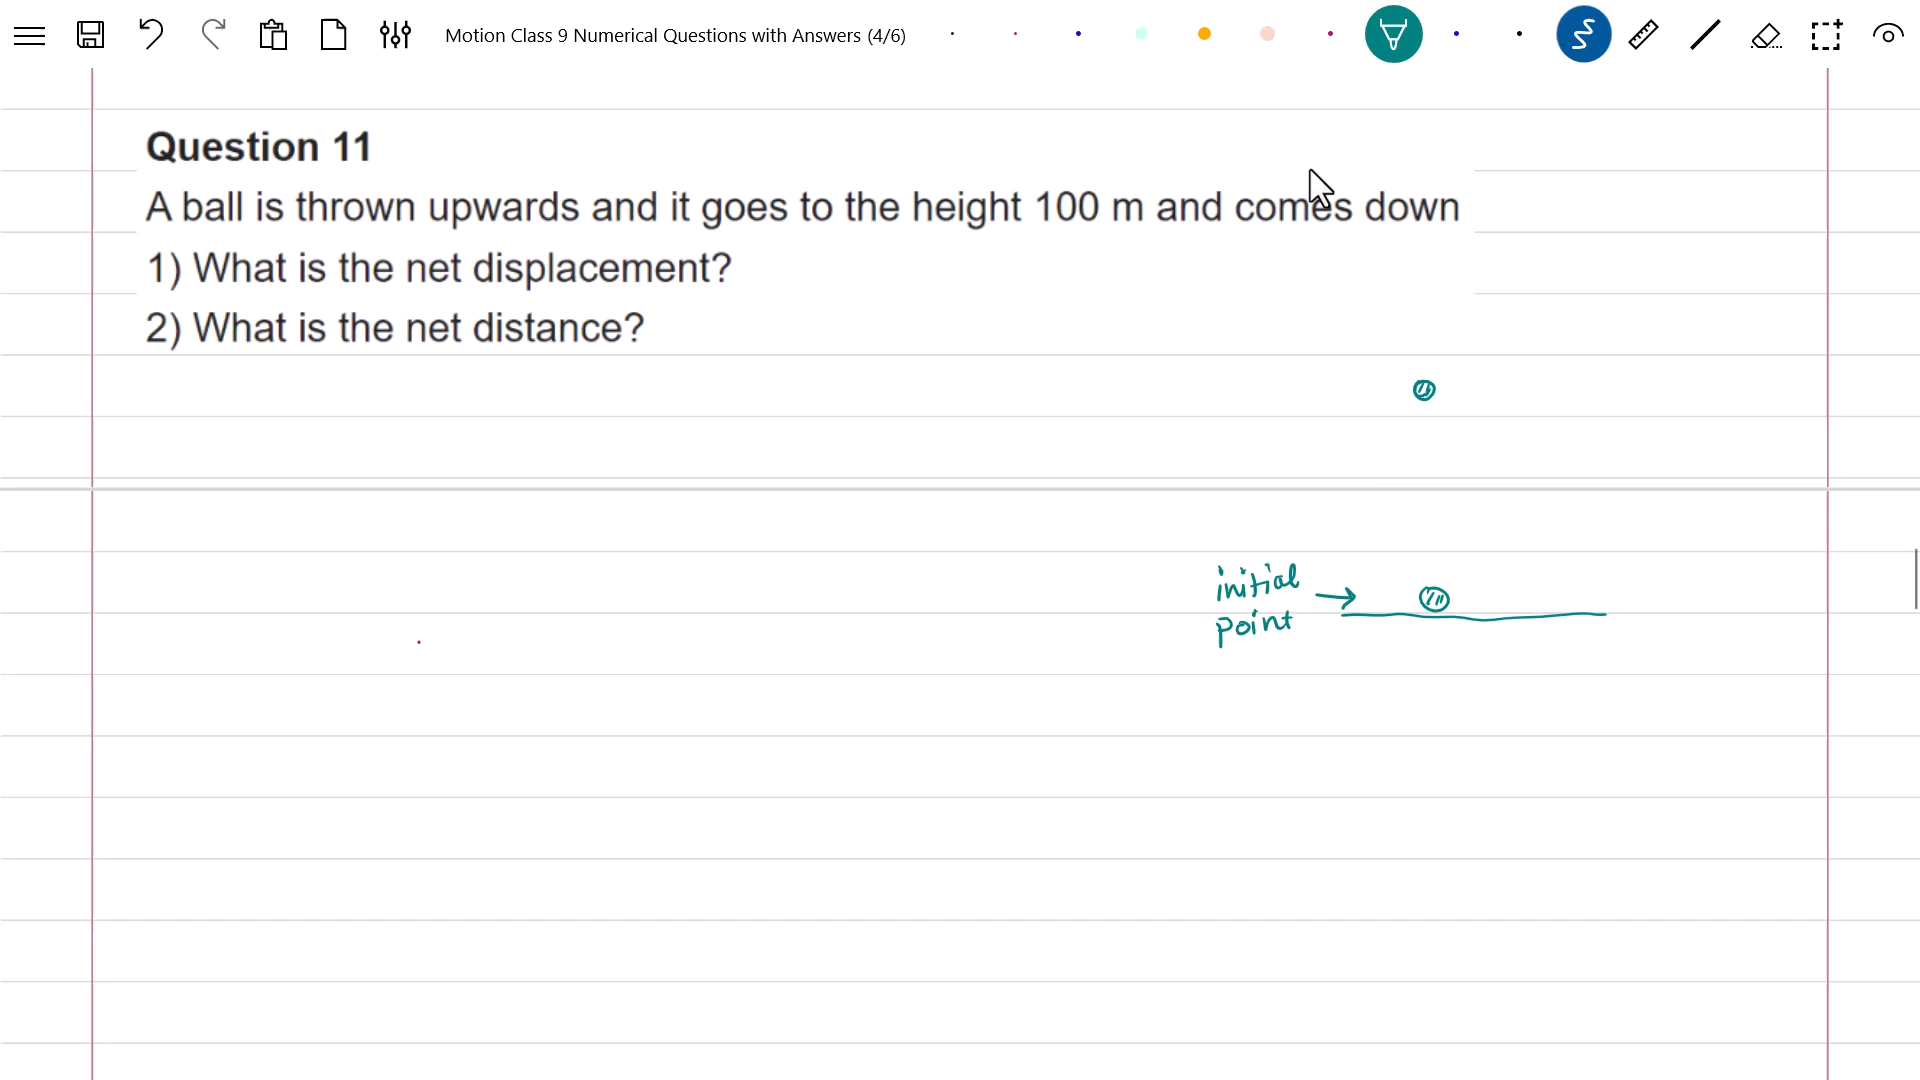 Motion Class 9 Numerical Questions with Answers (4/6)
Question 11
A ball is thrown upwards and it goes to the height 100 m and comes down
1) What is the net displacement?
2) What is the net distance?
initial
point